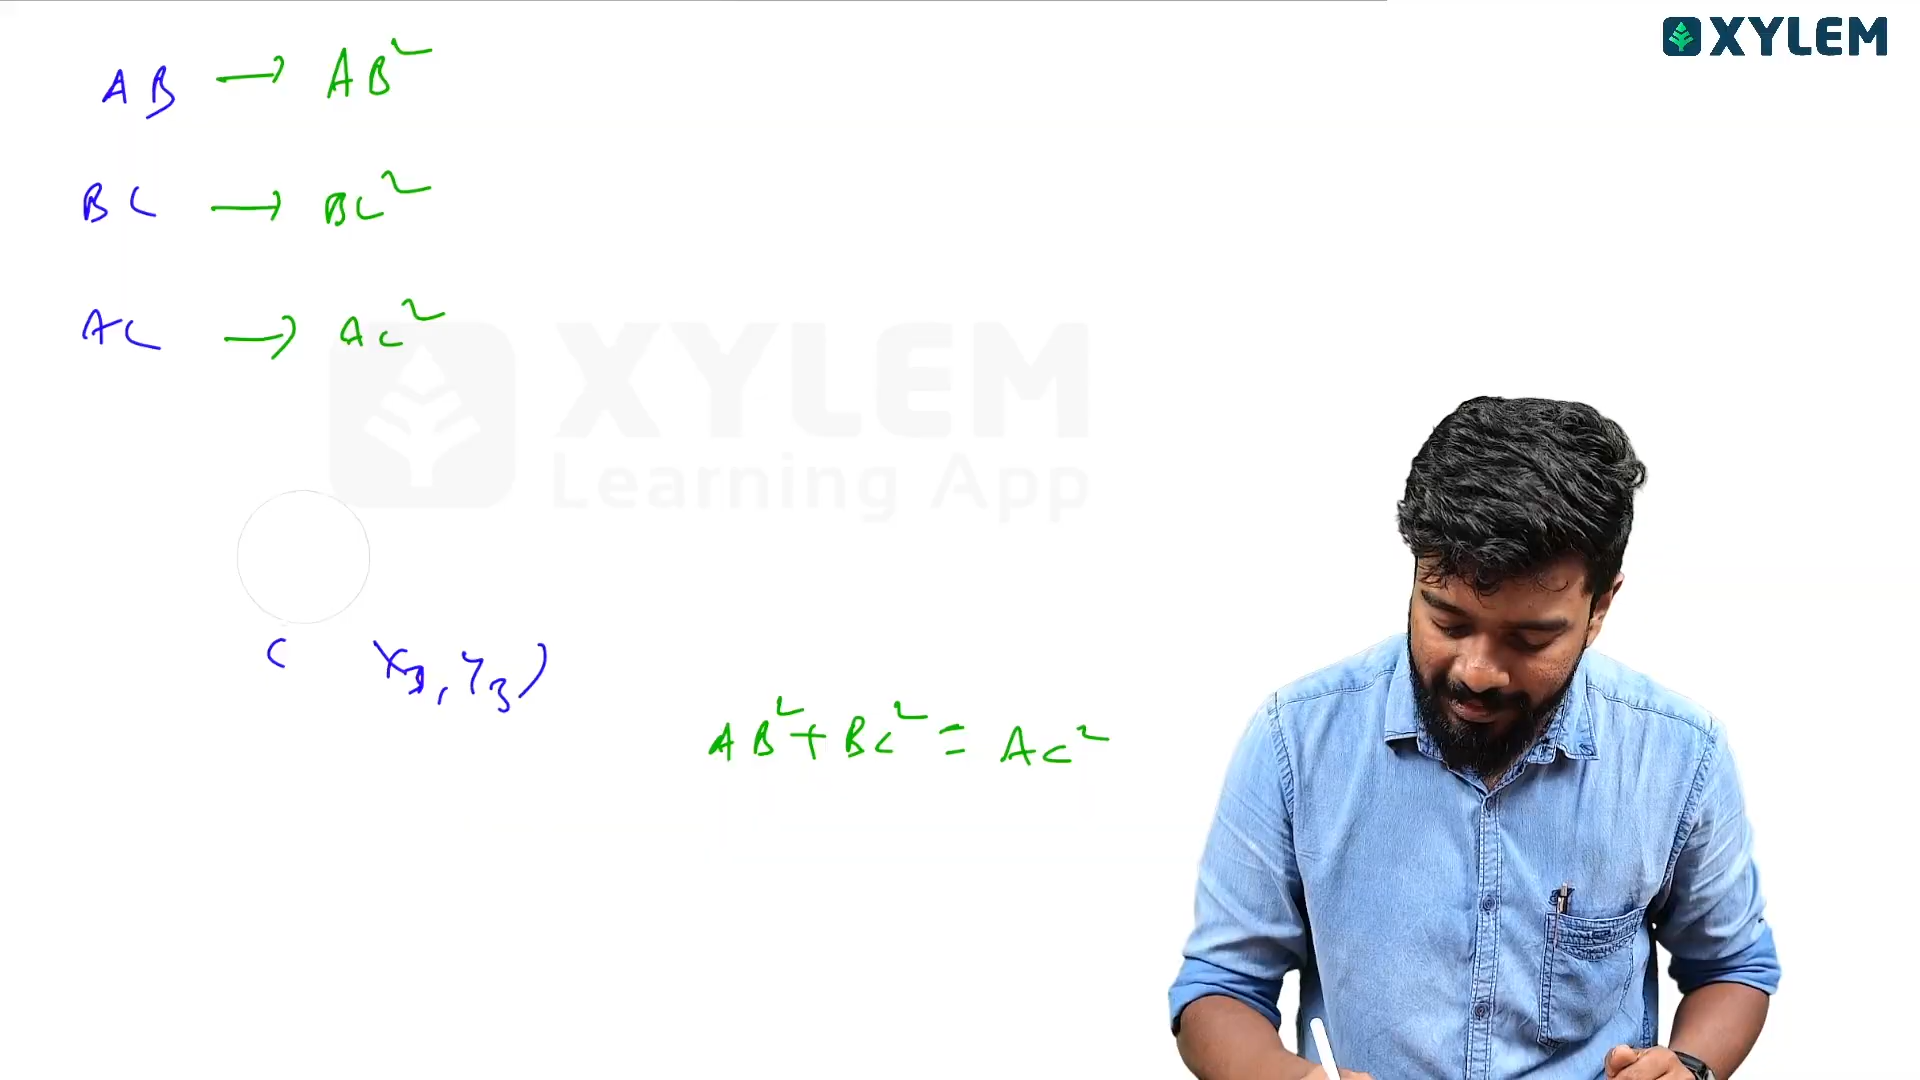 XYLEM
AB → AB²
BC → BC²
AC → AC²
XYLEM
Learning App
C X₃, Y₃)
AB² + BC² = AC²